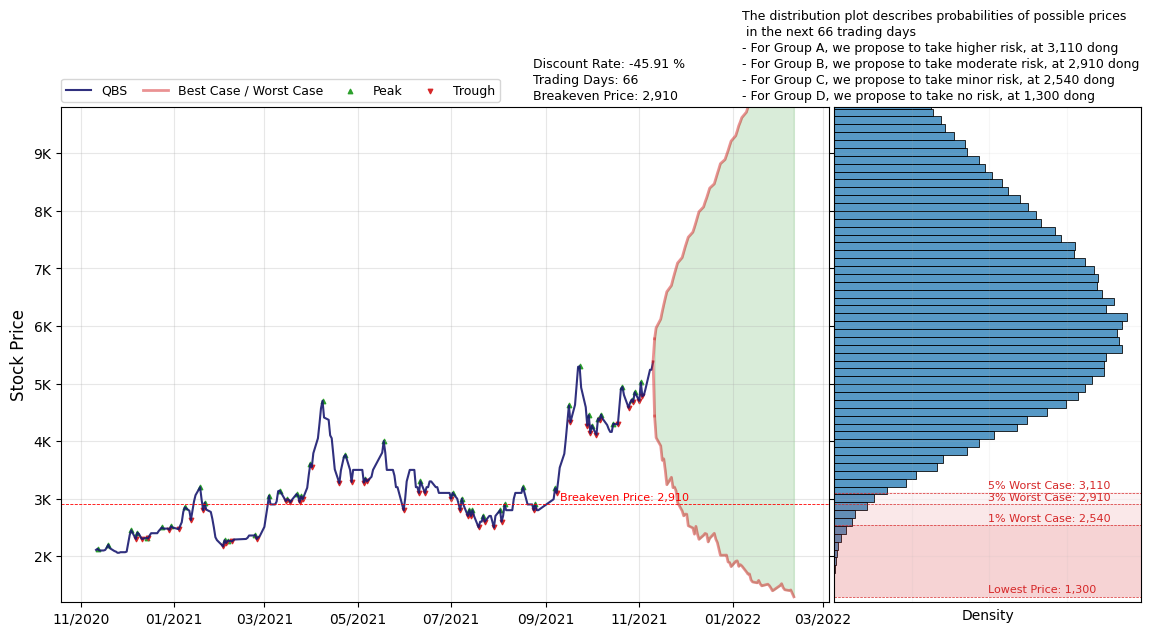 The distribution plot describes probabilities of possible prices
in the next 66 trading days
- For Group A, we propose to take higher risk, at 3,110 dong
- For Group B, we propose to take moderate risk, at 2,910 dong
- For Group C, we propose to take minor risk, at 2,540 dong
- For Group D, we propose to take no risk, at 1,300 dong
Discount Rate: -45.91 %
Trading Days: 66
Breakeven Price: 2,910
QBS
Best Case / Worst Case
Peak
Trough
Stock Price
9K
8K
7K
6K
5K
4K
3K
2K
Breakeven Price: 2,910
5% Worst Case: 3,110
3% Worst Case: 2,910
1% Worst Case: 2,540
Lowest Price: 1,300
11/2020
01/2021
03/2021
05/2021
07/2021
09/2021
11/2021
01/2022
03/2022
Density